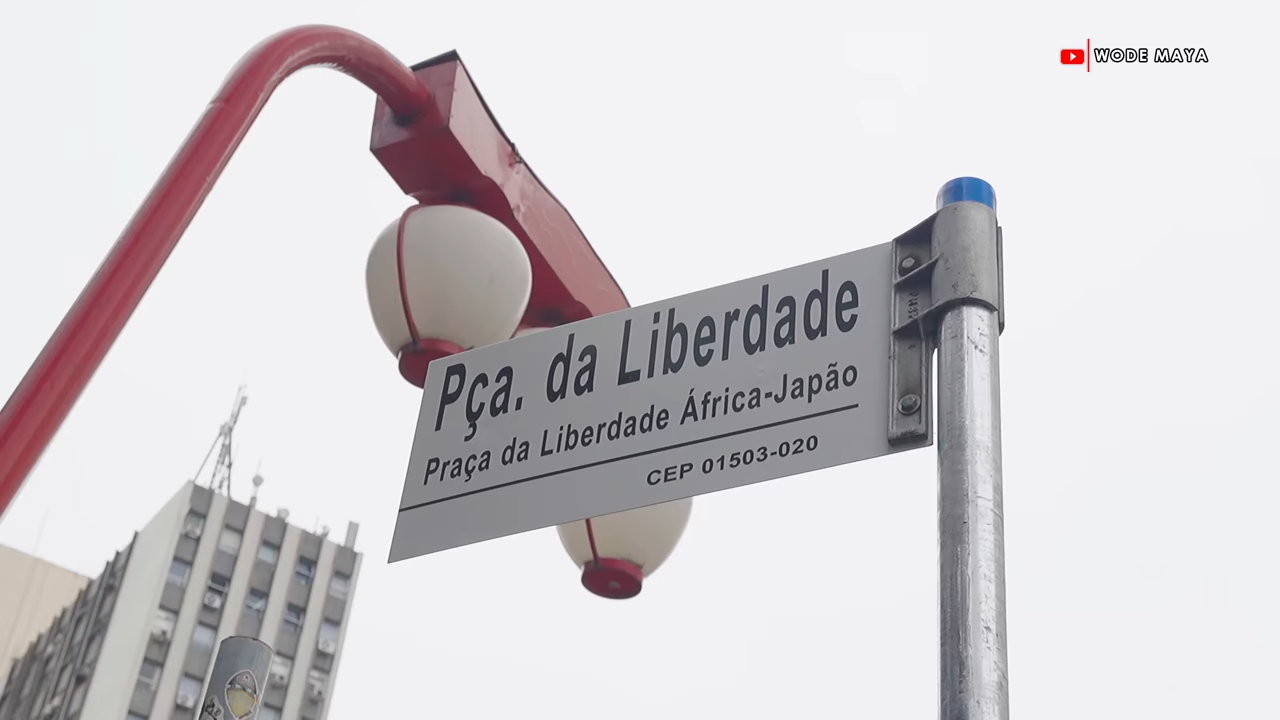 WODE MAYA
Pça. da Liberdade
Praça da Liberdade África-Japão
CEP 01503-020